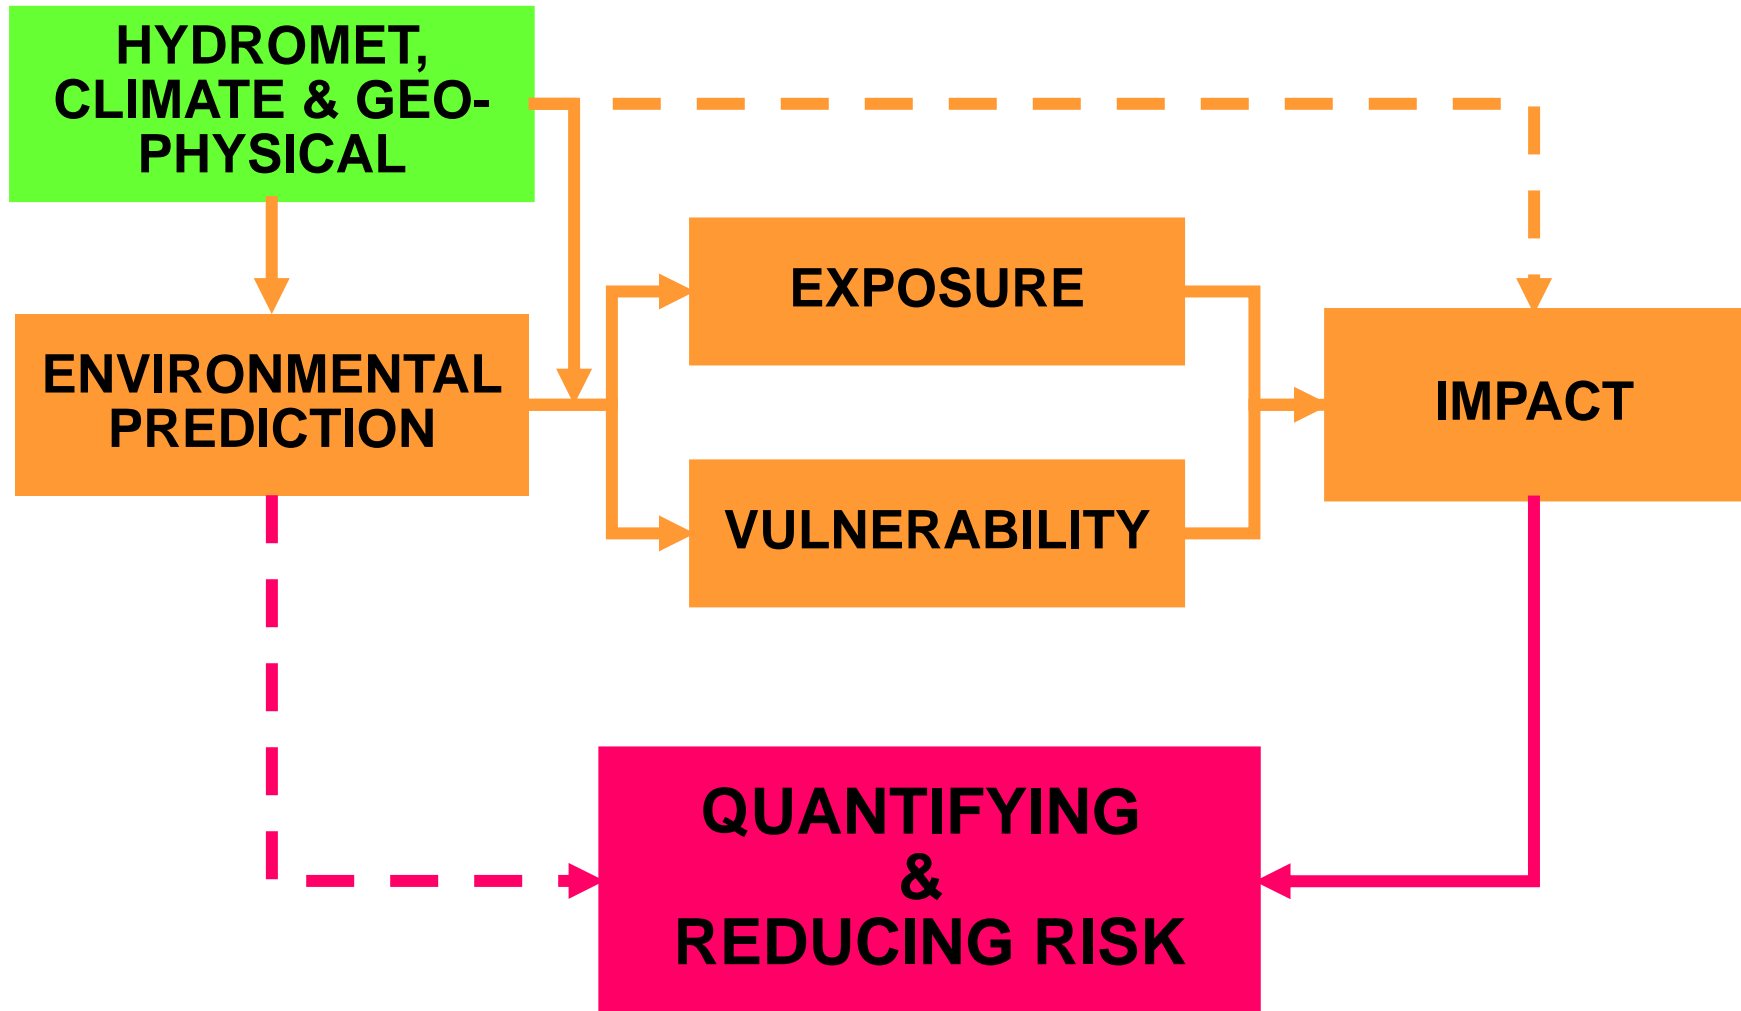 HYDROMET,
CLIMATE & GEO-
PHYSICAL
EXPOSURE
ENVIRONMENTAL
PREDICTION
IMPACT
VULNERABILITY
QUANTIFYING
&
REDUCING RISK